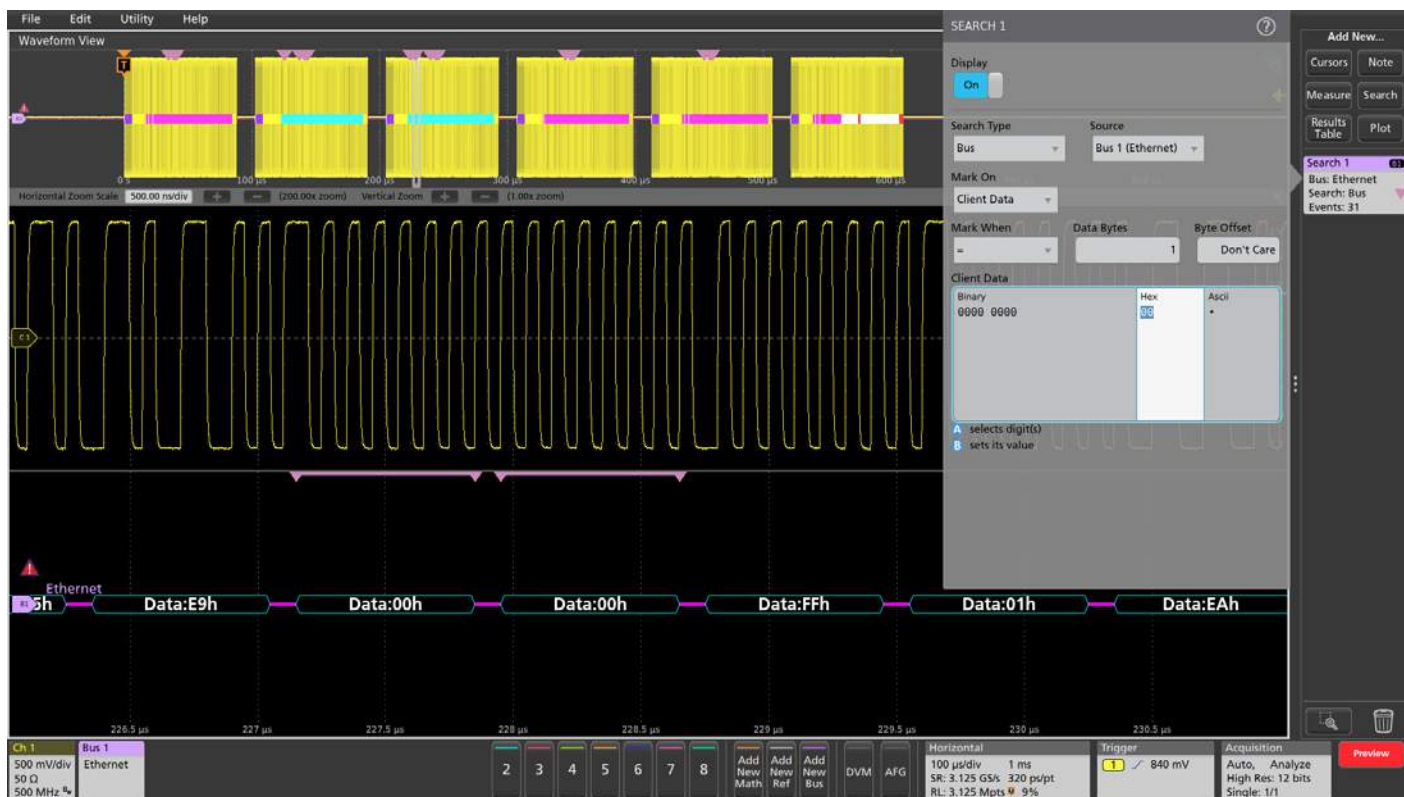 File Edit Utility Help
Waveform View
T
0 s 100 µs 200 µs 300 µs 400 µs 500 µs 600 µs
Horizontal Zoom Scale 500.00 ns/div + − (200.00x zoom) Vertical Zoom + − (1.00x zoom)
C 1
Ethernet
B1 5h Data:E9h Data:00h Data:00h Data:FFh Data:01h Data:EAh
226.5 µs 227 µs 227.5 µs 228 µs 228.5 µs 229 µs 229.5 µs 230 µs 230.5 µs
SEARCH 1 ?
Display
On
Search Type Source
Bus Bus 1 (Ethernet)
Mark On
Client Data
Mark When Data Bytes Byte Offset
= 1 Don't Care
Client Data
Binary Hex Ascii
0000 0000 00 •
A selects digit(s)
B sets its value
Add New...
Cursors Note
Measure Search
Results Table Plot
Search 1 B1
Bus: Ethernet
Search: Bus
Events: 31
Ch 1
500 mV/div
50 Ω
500 MHz Bw
Bus 1
Ethernet
2 3 4 5 6 7 8
Add New Math
Add New Ref
Add New Bus
DVM AFG
Horizontal
100 µs/div 1 ms
SR: 3.125 GS/s 320 ps/pt
RL: 3.125 Mpts 9%
Trigger
1 840 mV
Acquisition
Auto, Analyze
High Res: 12 bits
Single: 1/1
Preview